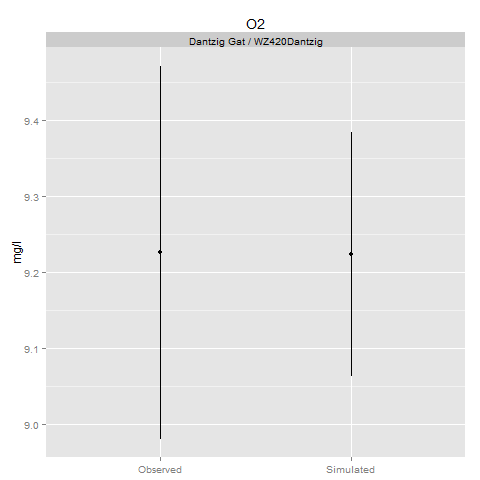 O2
Dantzig Gat / WZ420Dantzig
mg/l
9.4
9.3
9.2
9.1
9.0
Observed Simulated